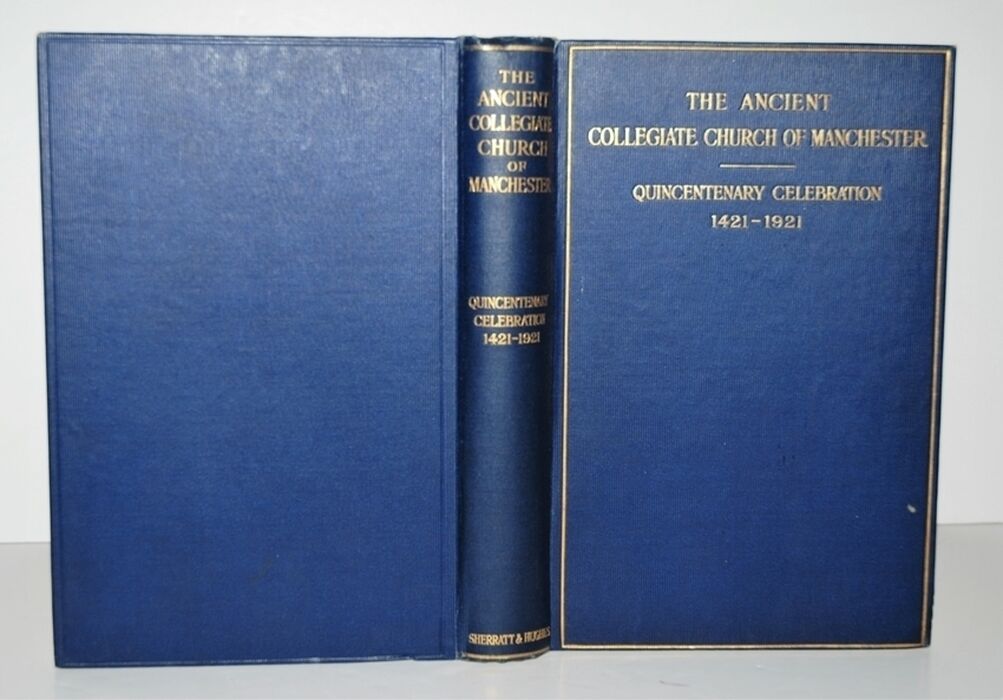 THE
ANCIENT
COLLEGIATE
CHURCH
OF
MANCHESTER
QUINCENTENARY
CELEBRATION
1421-1921
SHERRATT & HUGHES
THE ANCIENT
COLLEGIATE CHURCH OF MANCHESTER
QUINCENTENARY CELEBRATION
1421-1921